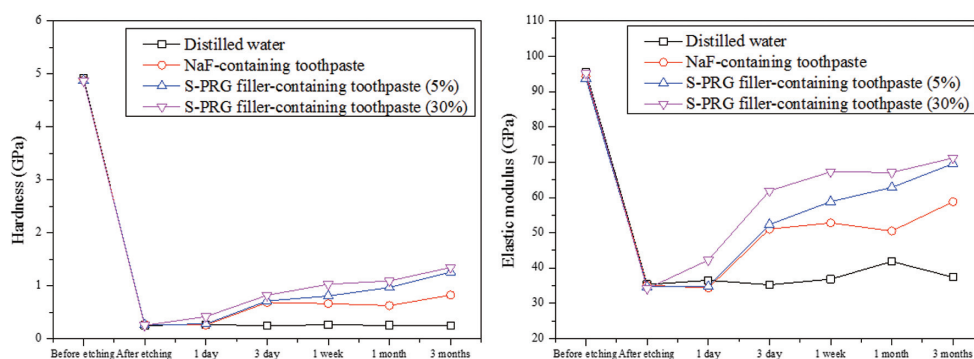 6
5
4
3
2
1
0
Hardness (GPa)
Distilled water
NaF-containing toothpaste
S-PRG filler-containing toothpaste (5%)
S-PRG filler-containing toothpaste (30%)
Before etching After etching 1 day 3 day 1 week 1 month 3 months
110
100
90
80
70
60
50
40
30
20
Elastic modulus (GPa)
Distilled water
NaF-containing toothpaste
S-PRG filler-containing toothpaste (5%)
S-PRG filler-containing toothpaste (30%)
Before etching After etching 1 day 3 day 1 week 1 month 3 months